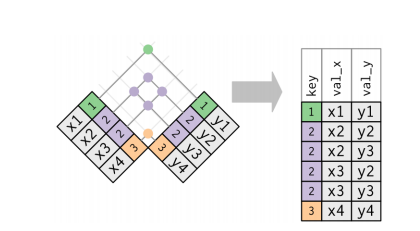 1 x1
2 x2
2 x3
3 x4
1 y1
2 y2
2 y3
3 y4
key val_x val_y
1 x1 y1
2 x2 y2
2 x2 y3
2 x3 y2
2 x3 y3
3 x4 y4